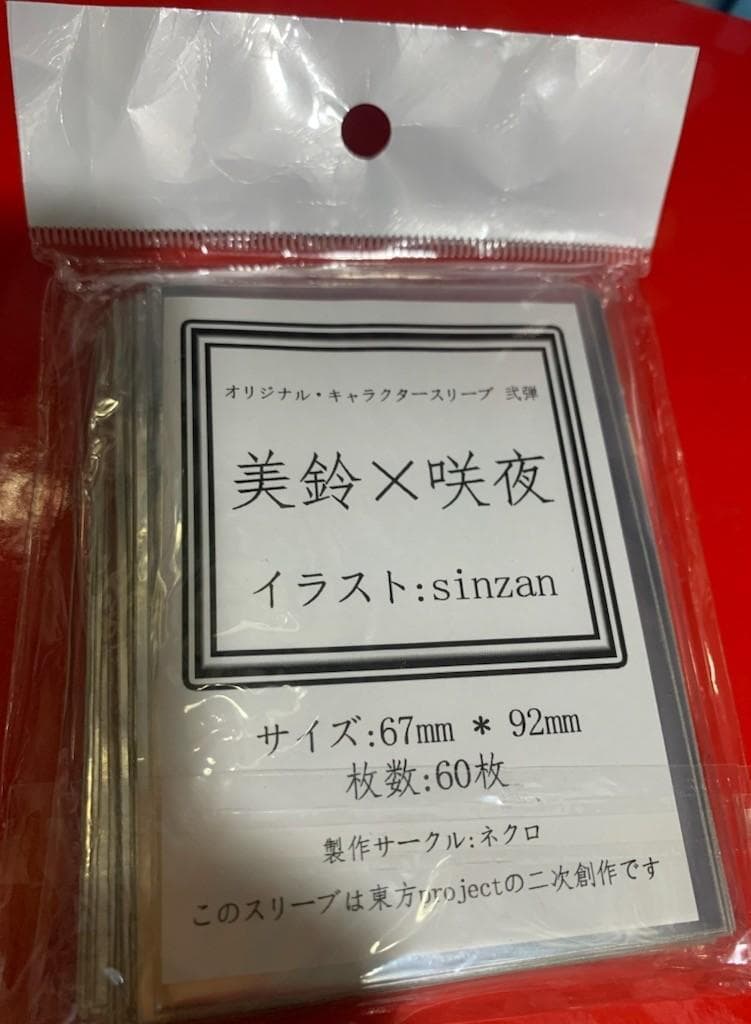 オリジナル・キャラクタースリーブ 弐弾
美鈴×咲夜
イラスト:sinzan
サイズ:67mm * 92mm
枚数:60枚
製作サークル:ネクロ
このスリーブは東方projectの二次創作です